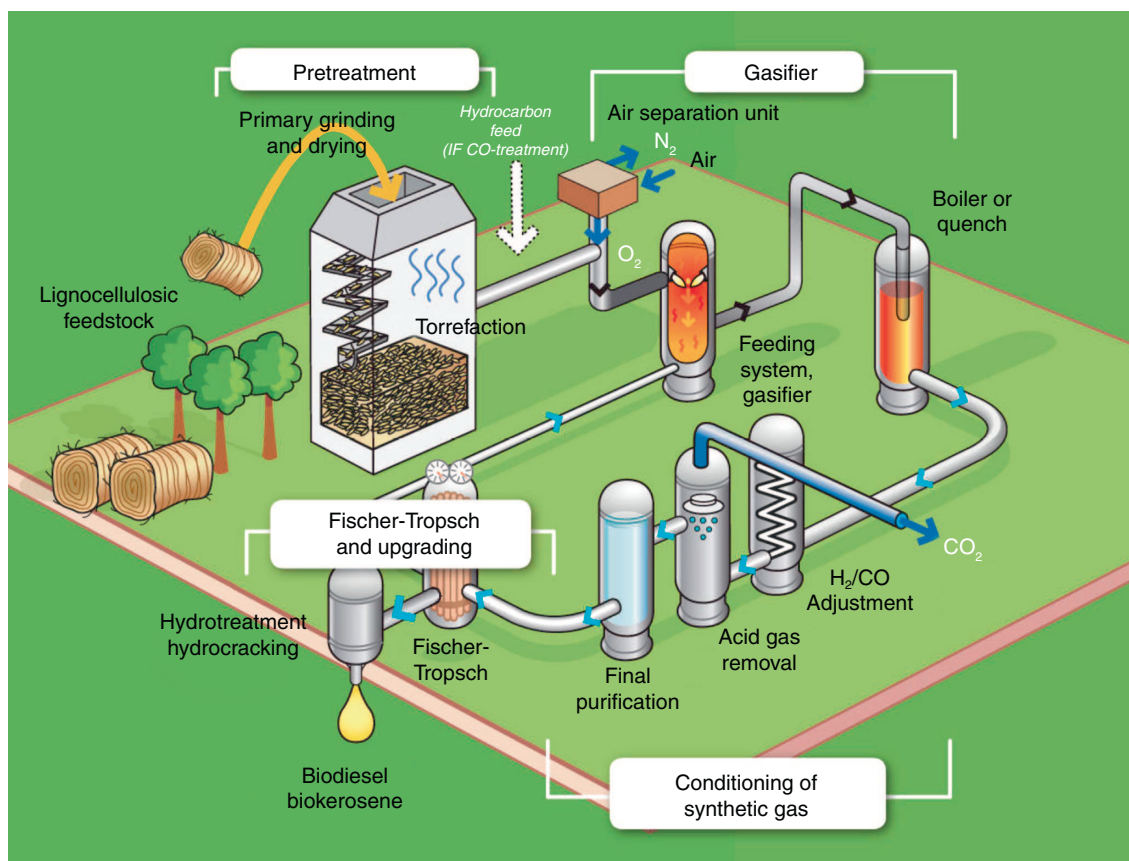 Pretreatment
Gasifier
Primary grinding
and drying
Hydrocarbon
feed
(IF CO-treatment)
Air separation unit
N₂
Air
Boiler or
quench
O₂
Lignocellulosic
feedstock
Torrefaction
Feeding
system,
gasifier
Fischer-Tropsch
and upgrading
CO₂
H₂/CO
Adjustment
Hydrotreatment
hydrocracking
Fischer-
Tropsch
Acid gas
removal
Final
purification
Biodiesel
biokerosene
Conditioning of
synthetic gas